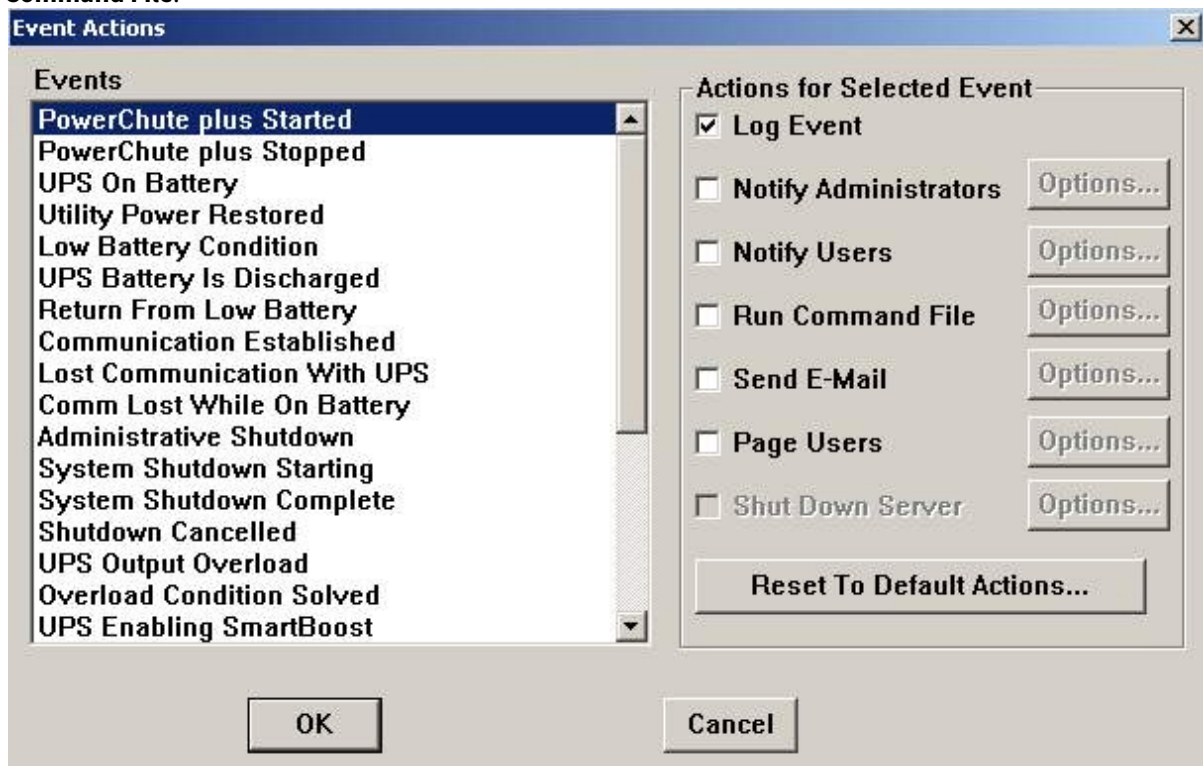 Command File.
Event Actions
Events
PowerChute plus Started
PowerChute plus Stopped
UPS On Battery
Utility Power Restored
Low Battery Condition
UPS Battery Is Discharged
Return From Low Battery
Communication Established
Lost Communication With UPS
Comm Lost While On Battery
Administrative Shutdown
System Shutdown Starting
System Shutdown Complete
Shutdown Cancelled
UPS Output Overload
Overload Condition Solved
UPS Enabling SmartBoost
Actions for Selected Event
Log Event
Notify Administrators Options...
Notify Users Options...
Run Command File Options...
Send E-Mail Options...
Page Users Options...
Shut Down Server Options...
Reset To Default Actions...
OK Cancel